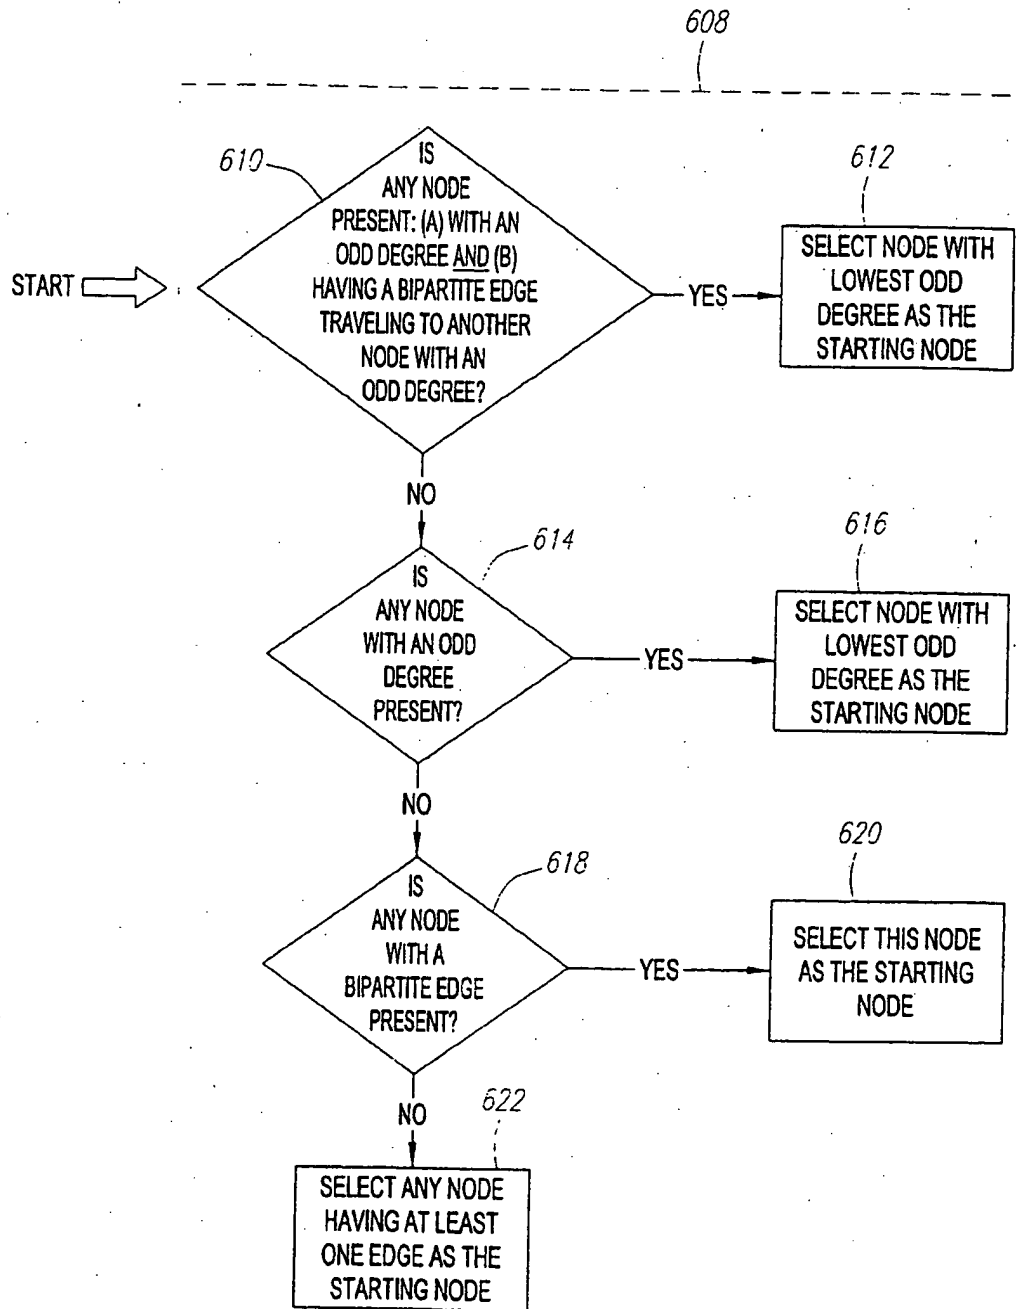 608
610
IS
ANY NODE
PRESENT: (A) WITH AN
ODD DEGREE AND (B)
HAVING A BIPARTITE EDGE
TRAVELING TO ANOTHER
NODE WITH AN
ODD DEGREE?
START
YES
612
SELECT NODE WITH
LOWEST ODD
DEGREE AS THE
STARTING NODE
NO
614
IS
ANY NODE
WITH AN ODD
DEGREE
PRESENT?
YES
616
SELECT NODE WITH
LOWEST ODD
DEGREE AS THE
STARTING NODE
NO
618
IS
ANY NODE
WITH A
BIPARTITE EDGE
PRESENT?
YES
620
SELECT THIS NODE
AS THE STARTING
NODE
NO
622
SELECT ANY NODE
HAVING AT LEAST
ONE EDGE AS THE
STARTING NODE